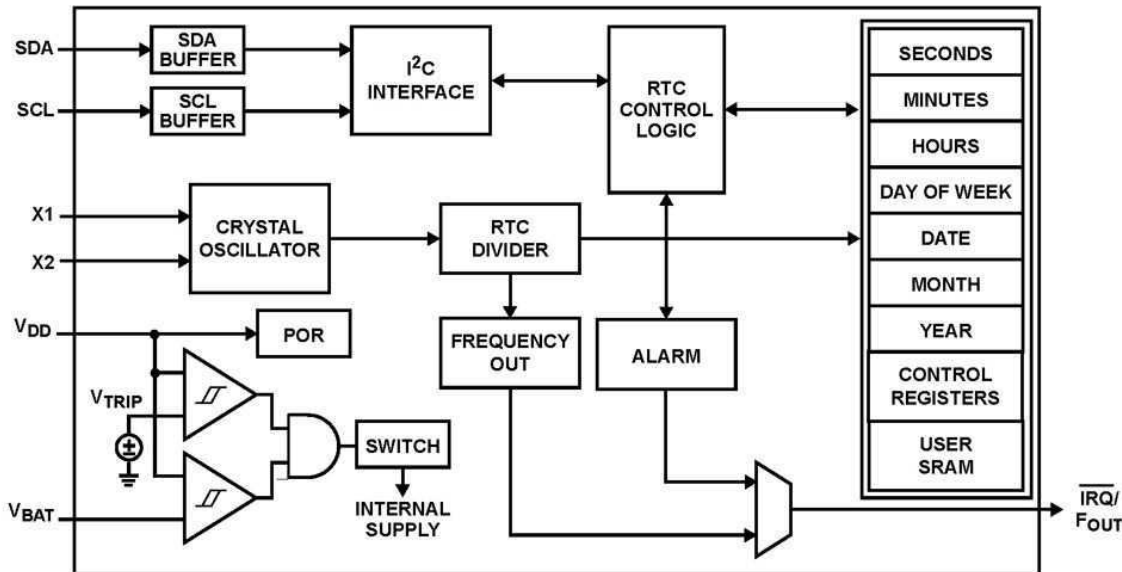 SDA
SDA
BUFFER
I²C
INTERFACE
RTC
CONTROL
LOGIC
SECONDS
SCL
SCL
BUFFER
MINUTES
HOURS
DAY OF WEEK
X1
X2
CRYSTAL
OSCILLATOR
RTC
DIVIDER
DATE
MONTH
VDD
POR
FREQUENCY
OUT
ALARM
YEAR
VTRIP
±
CONTROL
REGISTERS
SWITCH
USER
SRAM
VBAT
INTERNAL
SUPPLY
IRQ/
FOUT